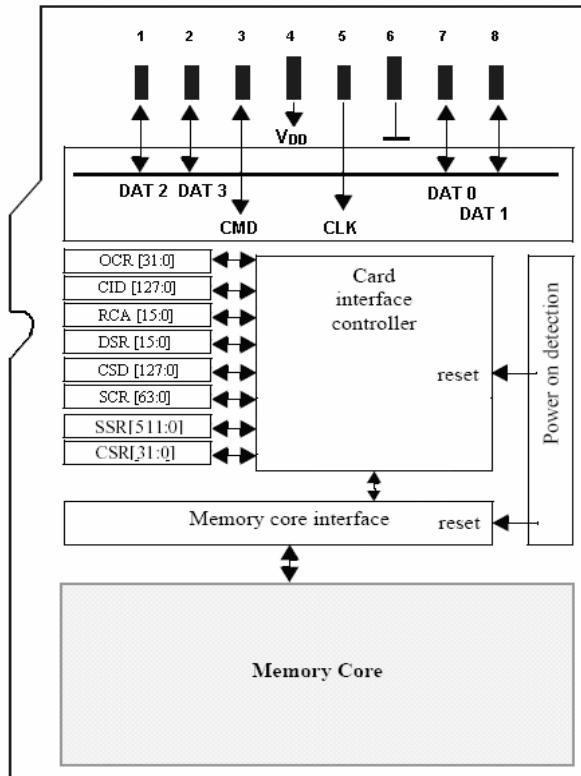 1 2 3 4 5 6 7 8
VDD
DAT 2 DAT 3 DAT 0
DAT 1
CMD CLK
OCR [31:0]
CID [127:0]
RCA [15:0]
DSR [15:0]
CSD [127:0]
SCR [63:0]
SSR[511:0]
CSR[31:0]
Card
interface
controller
reset
Power on detection
Memory core interface reset
Memory Core